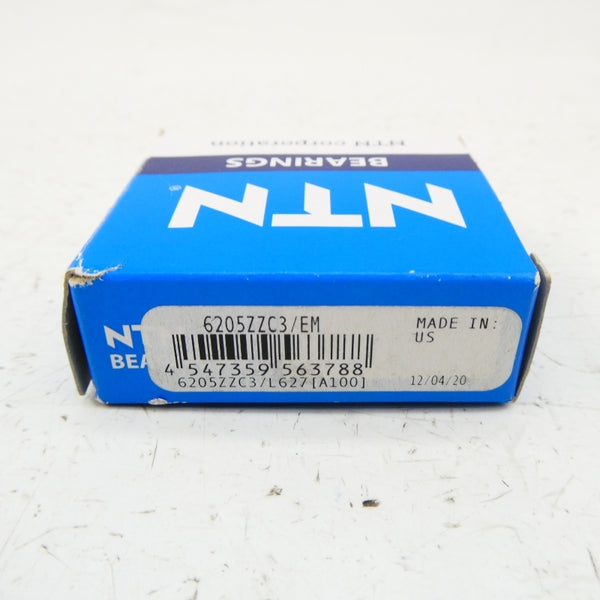 NTN corporation
BEARINGS
NTN®
NT
BEA
6205ZZC3/EM
4 547359 563788
6205ZZC3/L627[A100]
MADE IN:
US
12/04/20